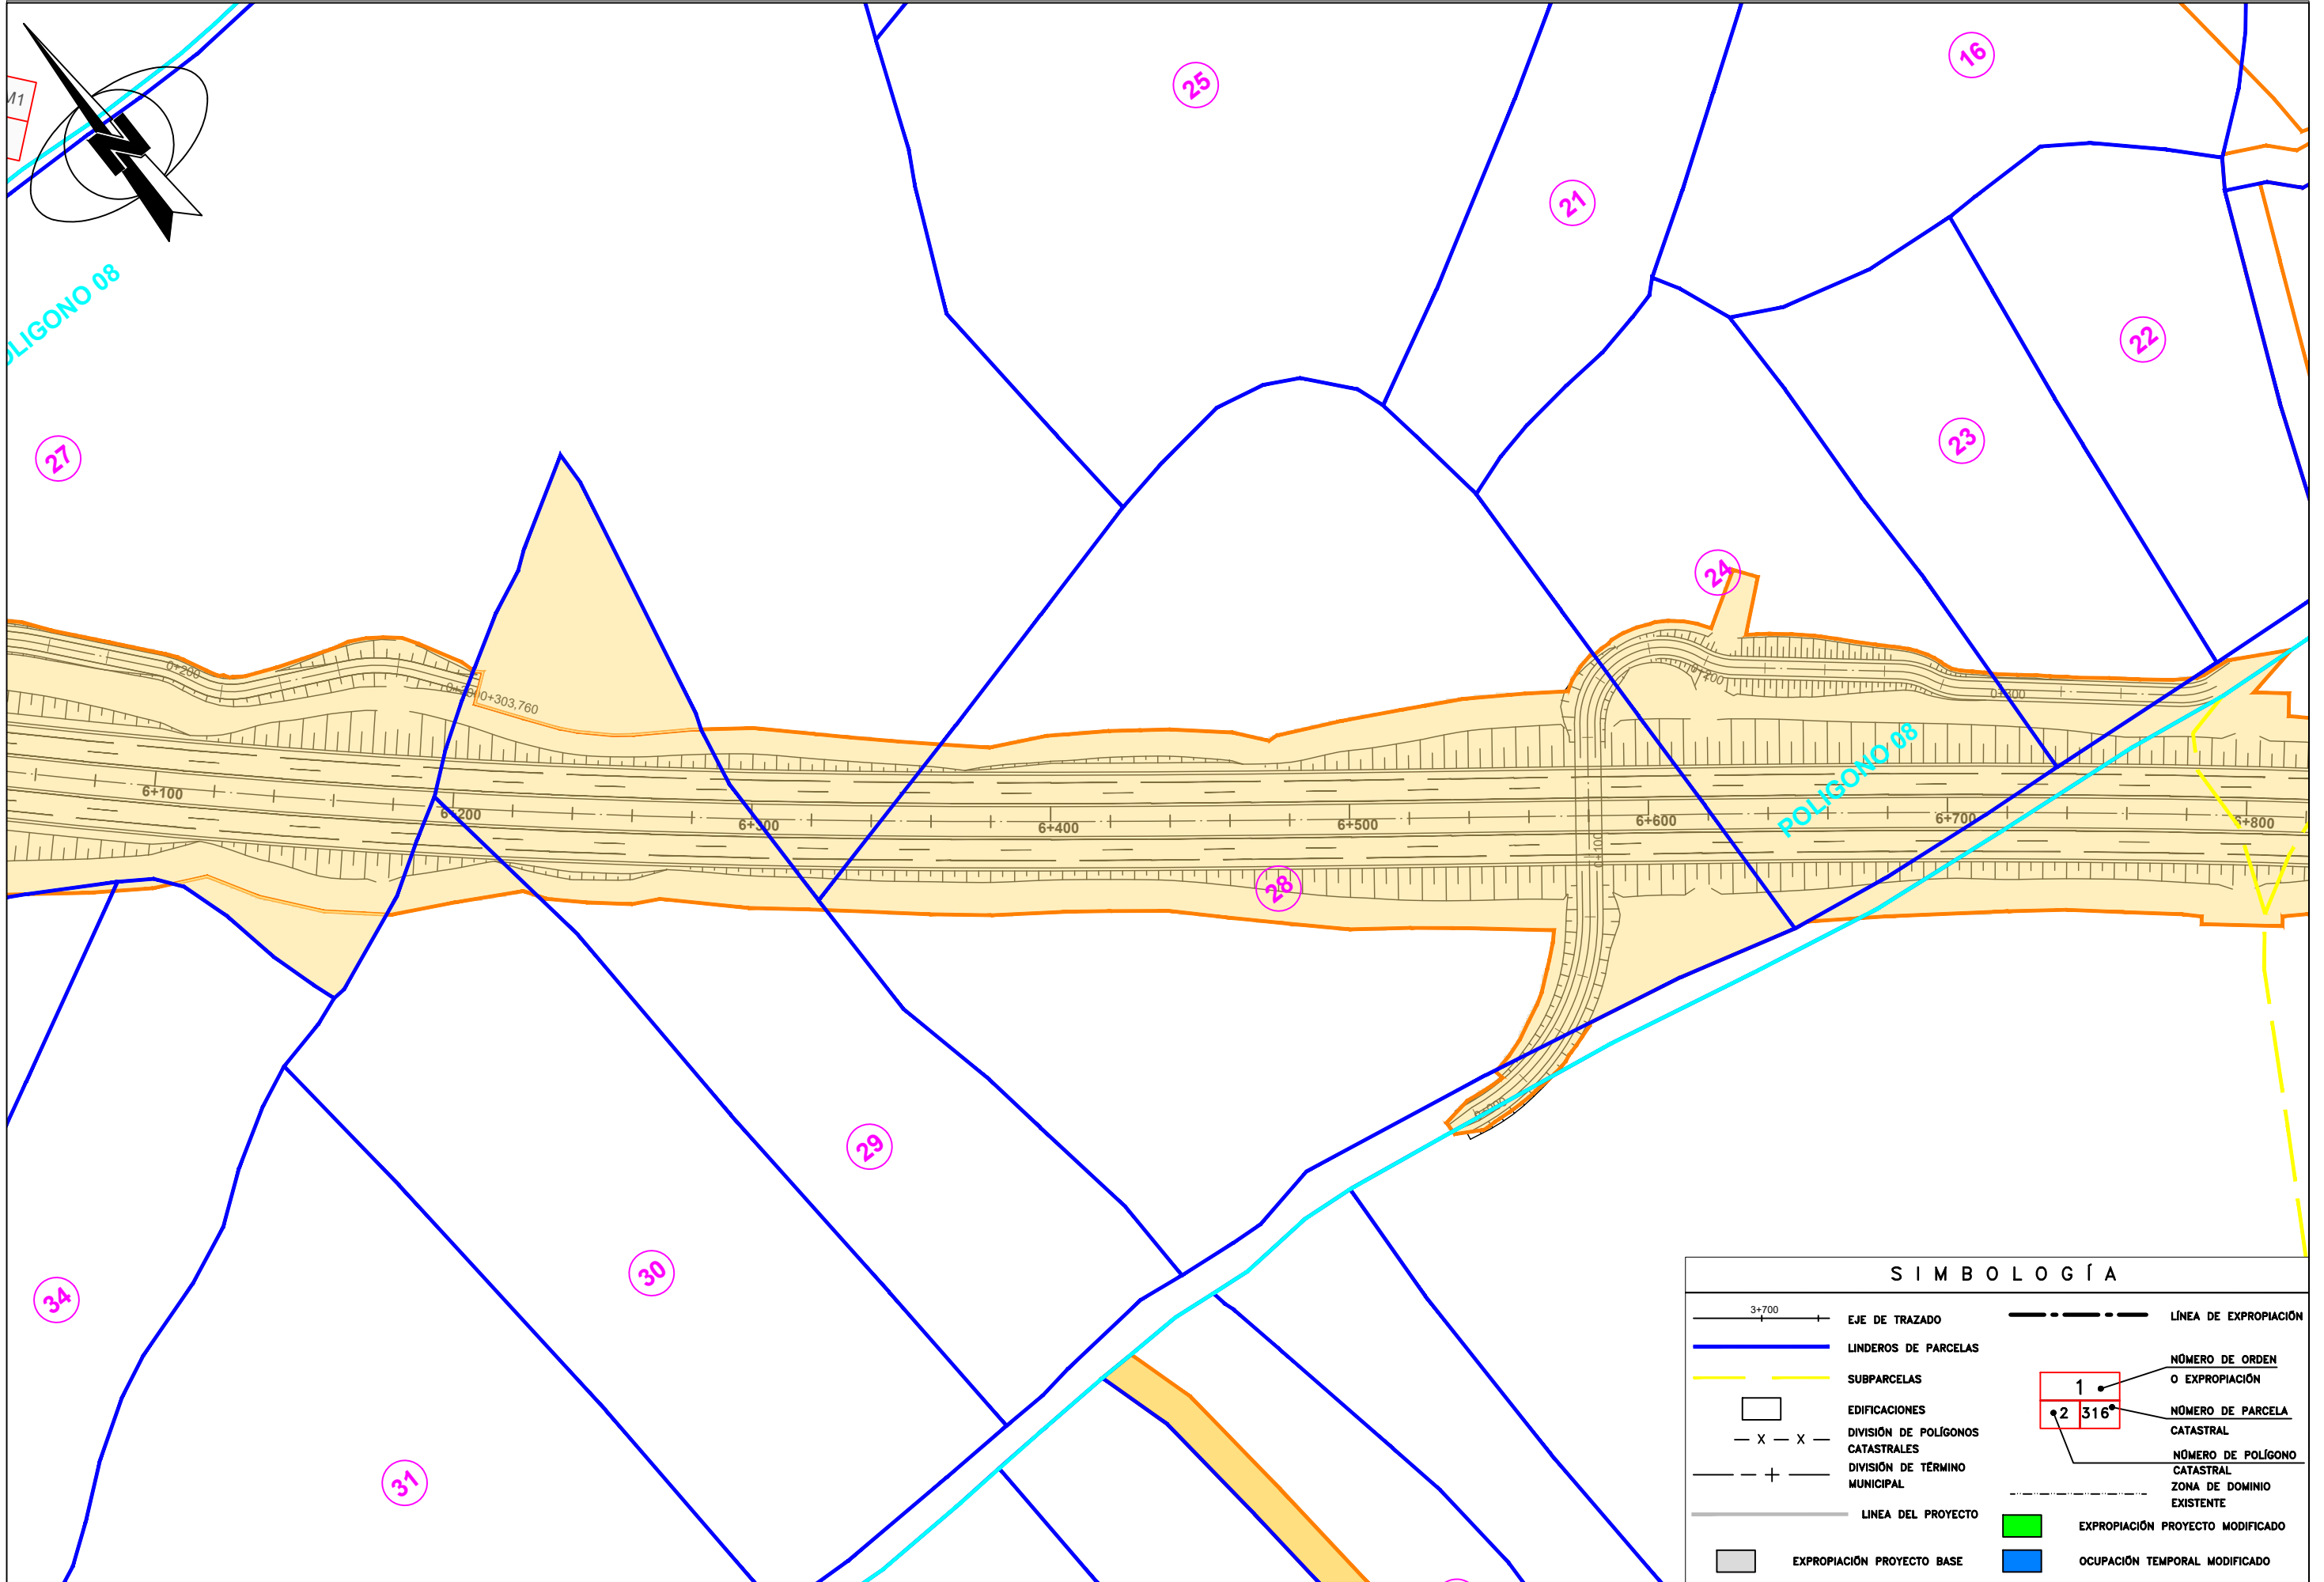 25
16
M1
21
OLIGONO 08
22
27
23
24
0+200
0+303,760
0+200
0+300
POLIGONO 08
6+100
6+200
6+300
6+400
6+500
6+600
6+700
6+800
0+100
28
29
30
34
31
SIMBOLOGÍA
3+700
EJE DE TRAZADO
LÍNEA DE EXPROPIACIÓN
LINDEROS DE PARCELAS
SUBPARCELAS
EDIFICACIONES
X X
DIVISIÓN DE POLÍGONOS
CATASTRALES
DIVISIÓN DE TÉRMINO
MUNICIPAL
LINEA DEL PROYECTO
EXPROPIACIÓN PROYECTO BASE
NÚMERO DE ORDEN
O EXPROPIACIÓN
1
2 316
NÚMERO DE PARCELA
CATASTRAL
NÚMERO DE POLÍGONO
CATASTRAL
ZONA DE DOMINIO
EXISTENTE
EXPROPIACIÓN PROYECTO MODIFICADO
OCUPACIÓN TEMPORAL MODIFICADO